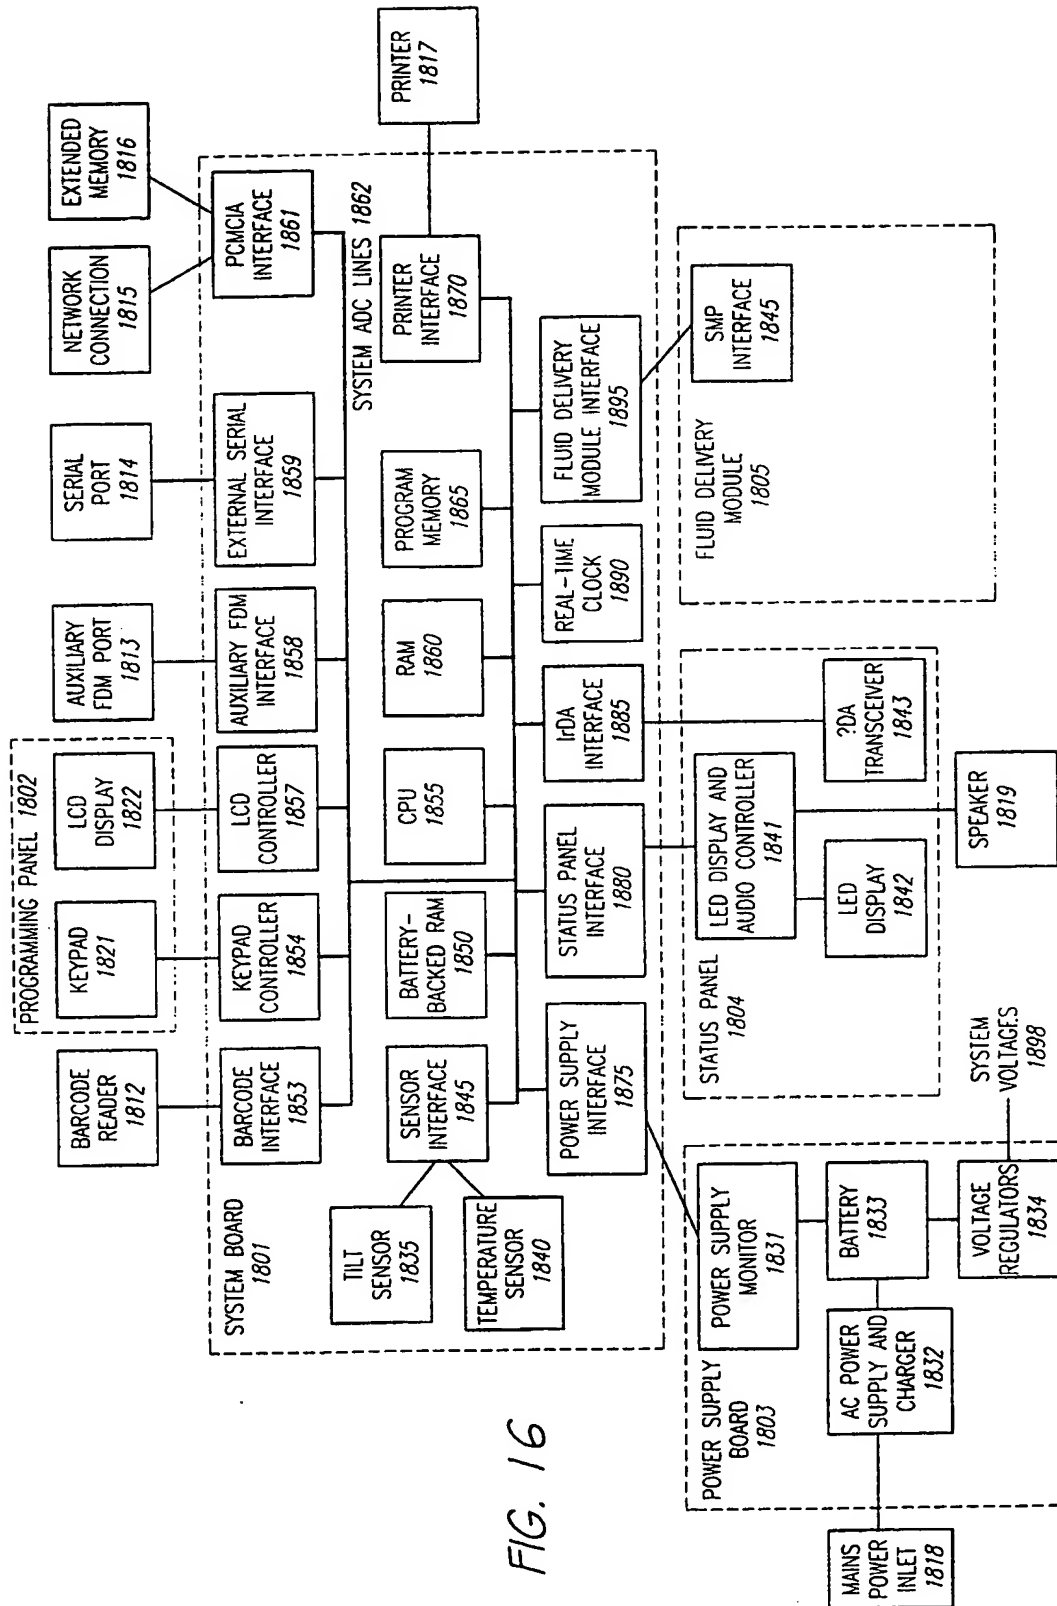 BARCODE
READER
1812
PROGRAMMING PANEL 1802
KEYPAD
1821
LCD
DISPLAY
1822
AUXILIARY
FDM PORT
1813
SERIAL
PORT
1814
NETWORK
CONNECTION
1815
EXTENDED
MEMORY
1816
PRINTER
1817
SYSTEM BOARD
1801
BARCODE
INTERFACE
1853
KEYPAD
CONTROLLER
1854
LCD
CONTROLLER
1857
AUXILIARY FDM
INTERFACE
1858
EXTERNAL SERIAL
INTERFACE
1859
PCMCIA
INTERFACE
1861
SYSTEM ADC LINES 1862
TILT
SENSOR
1835
TEMPERATURE
SENSOR
1840
SENSOR
INTERFACE
1845
BATTERY-
BACKED RAM
1850
CPU
1855
RAM
1860
PROGRAM
MEMORY
1865
PRINTER
INTERFACE
1870
POWER SUPPLY
INTERFACE
1875
STATUS PANEL
INTERFACE
1880
IrDA
INTERFACE
1885
REAL-TIME
CLOCK
1890
FLUID DELIVERY
MODULE INTERFACE
1895
POWER SUPPLY
BOARD
1803
POWER SUPPLY
MONITOR
1831
MAINS
POWER
INLET
1818
AC POWER
SUPPLY AND
CHARGER
1832
BATTERY
1833
VOLTAGE
REGULATORS
1834
SYSTEM
VOLTAGES
1898
STATUS PANEL
1804
LED DISPLAY AND
AUDIO CONTROLLER
1841
LED
DISPLAY
1842
?DA
TRANSCEIVER
1843
SPEAKER
1819
FLUID DELIVERY
MODULE
1805
SMP
INTERFACE
1845
FIG. 16